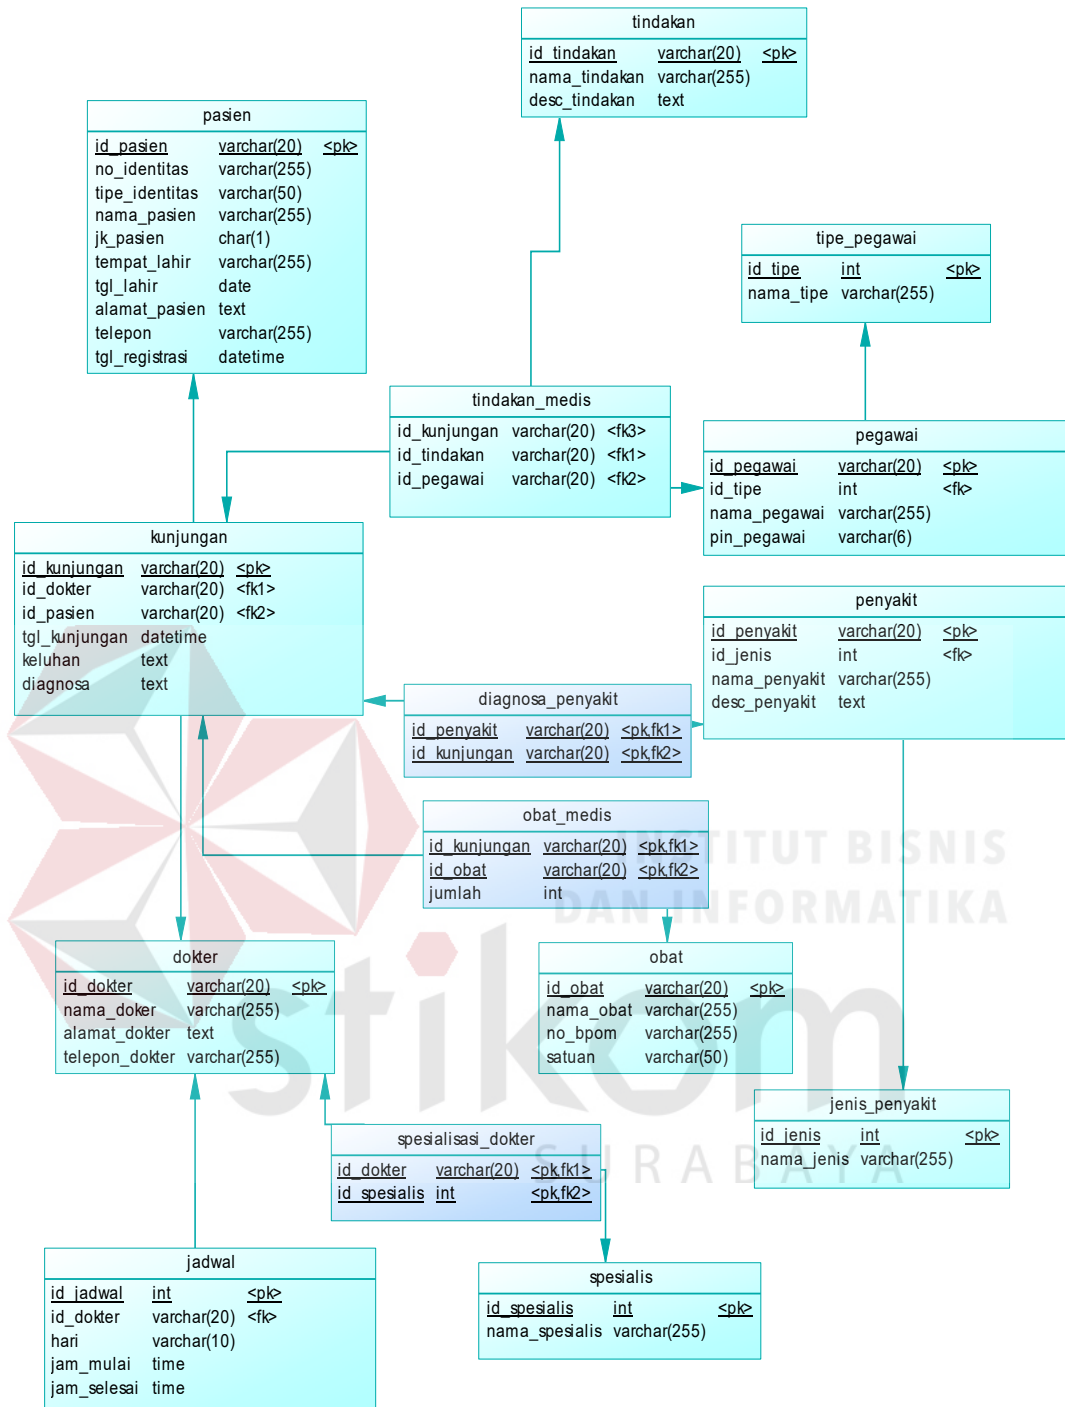 tindakan
id_tindakan varchar(20) <pk>
nama_tindakan varchar(255)
desc_tindakan text
pasien
id_pasien varchar(20) <pk>
no_identitas varchar(255)
tipe_identitas varchar(50)
nama_pasien varchar(255)
jk_pasien char(1)
tempat_lahir varchar(255)
tgl_lahir date
alamat_pasien text
telepon varchar(255)
tgl_registrasi datetime
tipe_pegawai
id_tipe int <pk>
nama_tipe varchar(255)
tindakan_medis
id_kunjungan varchar(20) <fk3>
id_tindakan varchar(20) <fk1>
id_pegawai varchar(20) <fk2>
pegawai
id_pegawai varchar(20) <pk>
id_tipe int <fk>
nama_pegawai varchar(255)
pin_pegawai varchar(6)
kunjungan
id_kunjungan varchar(20) <pk>
id_dokter varchar(20) <fk1>
id_pasien varchar(20) <fk2>
tgl_kunjungan datetime
keluhan text
diagnosa text
penyakit
id_penyakit varchar(20) <pk>
id_jenis int <fk>
nama_penyakit varchar(255)
desc_penyakit text
diagnosa_penyakit
id_penyakit varchar(20) <pk,fk1>
id_kunjungan varchar(20) <pk,fk2>
obat_medis
id_kunjungan varchar(20) <pk,fk1>
id_obat varchar(20) <pk,fk2>
jumlah int
INSTITUT BISNIS
DAN INFORMATIKA
dokter
id_dokter varchar(20) <pk>
nama_doker varchar(255)
alamat_dokter text
telepon_dokter varchar(255)
obat
id_obat varchar(20) <pk>
nama_obat varchar(255)
no_bpom varchar(255)
satuan varchar(50)
stikom
SURABAYA
jenis_penyakit
id_jenis int <pk>
nama_jenis varchar(255)
spesialisasi_dokter
id_dokter varchar(20) <pk,fk1>
id_spesialis int <pk,fk2>
jadwal
id_jadwal int <pk>
id_dokter varchar(20) <fk>
hari varchar(10)
jam_mulai time
jam_selesai time
spesialis
id_spesialis int <pk>
nama_spesialis varchar(255)